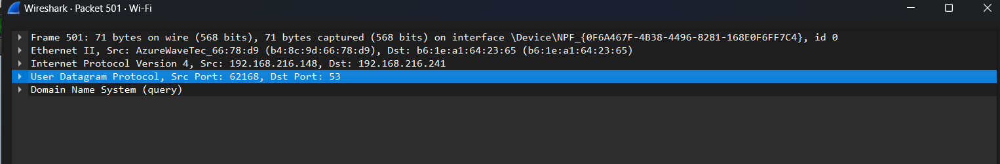 Wireshark · Packet 501 · Wi-Fi
Frame 501: 71 bytes on wire (568 bits), 71 bytes captured (568 bits) on interface \Device\NPF_{0F6A467F-4B38-4496-8281-168E0F6FF7C4}, id 0
Ethernet II, Src: AzureWaveTec_66:78:d9 (b4:8c:9d:66:78:d9), Dst: b6:1e:a1:64:23:65 (b6:1e:a1:64:23:65)
Internet Protocol Version 4, Src: 192.168.216.148, Dst: 192.168.216.241
User Datagram Protocol, Src Port: 62168, Dst Port: 53
Domain Name System (query)